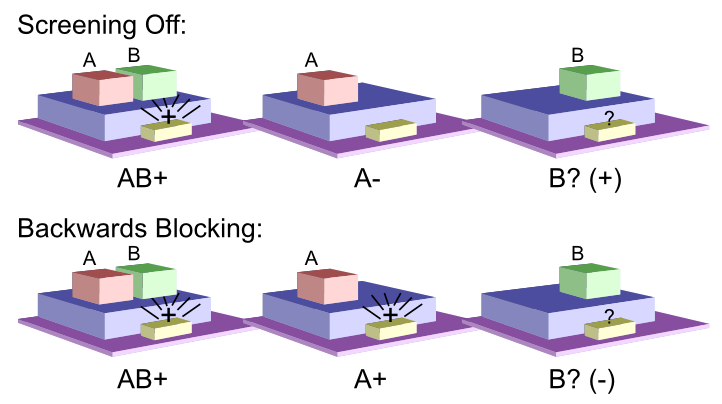 Screening Off:
A B A B
+ ?
AB+ A- B? (+)
Backwards Blocking:
A B A B
+ + ?
AB+ A+ B? (-)